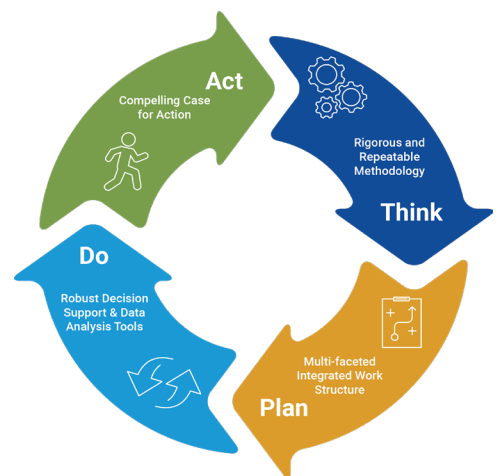 Act
Compelling Case
for Action
Rigorous and
Repeatable
Methodology
Think
Multi-faceted
Integrated Work
Structure
Plan
Do
Robust Decision
Support & Data
Analysis Tools